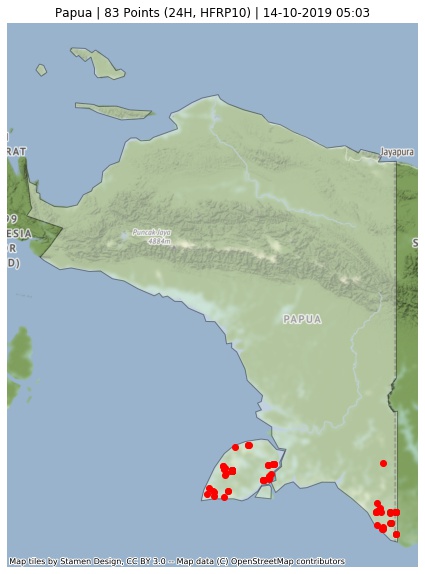 Papua | 83 Points (24H, HFRP10) | 14-10-2019 05:03
Jayapura
RAT
99
ESIA
R
D)
Puncak Jaya
4884m
S
PAPUA
Map tiles by Stamen Design, CC BY 3.0 -- Map data (C) OpenStreetMap contributors